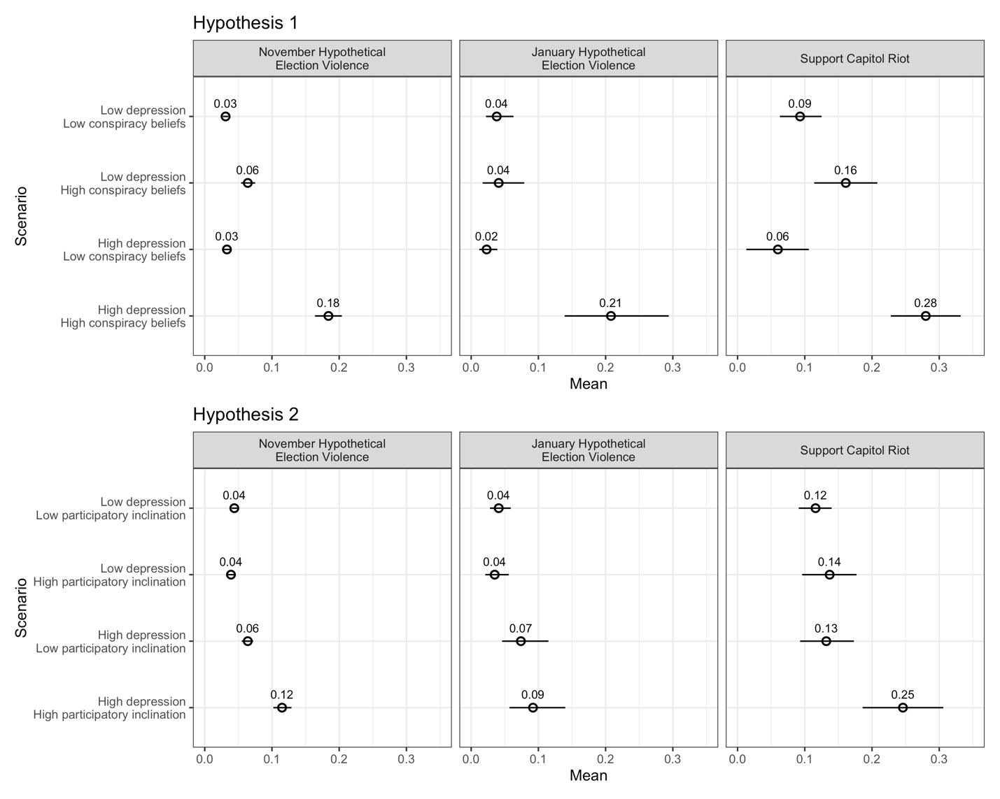 Hypothesis 1
November Hypothetical
Election Violence
January Hypothetical
Election Violence
Support Capitol Riot
Scenario
Low depression
Low conspiracy beliefs
0.03
0.04
0.09
Low depression
High conspiracy beliefs
0.06
0.04
0.16
High depression
Low conspiracy beliefs
0.03
0.02
0.06
High depression
High conspiracy beliefs
0.18
0.21
0.28
0.0 0.1 0.2 0.3
0.0 0.1 0.2 0.3
0.0 0.1 0.2 0.3
Mean
Hypothesis 2
November Hypothetical
Election Violence
January Hypothetical
Election Violence
Support Capitol Riot
Scenario
Low depression
Low participatory inclination
0.04
0.04
0.12
Low depression
High participatory inclination
0.04
0.04
0.14
High depression
Low participatory inclination
0.06
0.07
0.13
High depression
High participatory inclination
0.12
0.09
0.25
0.0 0.1 0.2 0.3
0.0 0.1 0.2 0.3
0.0 0.1 0.2 0.3
Mean